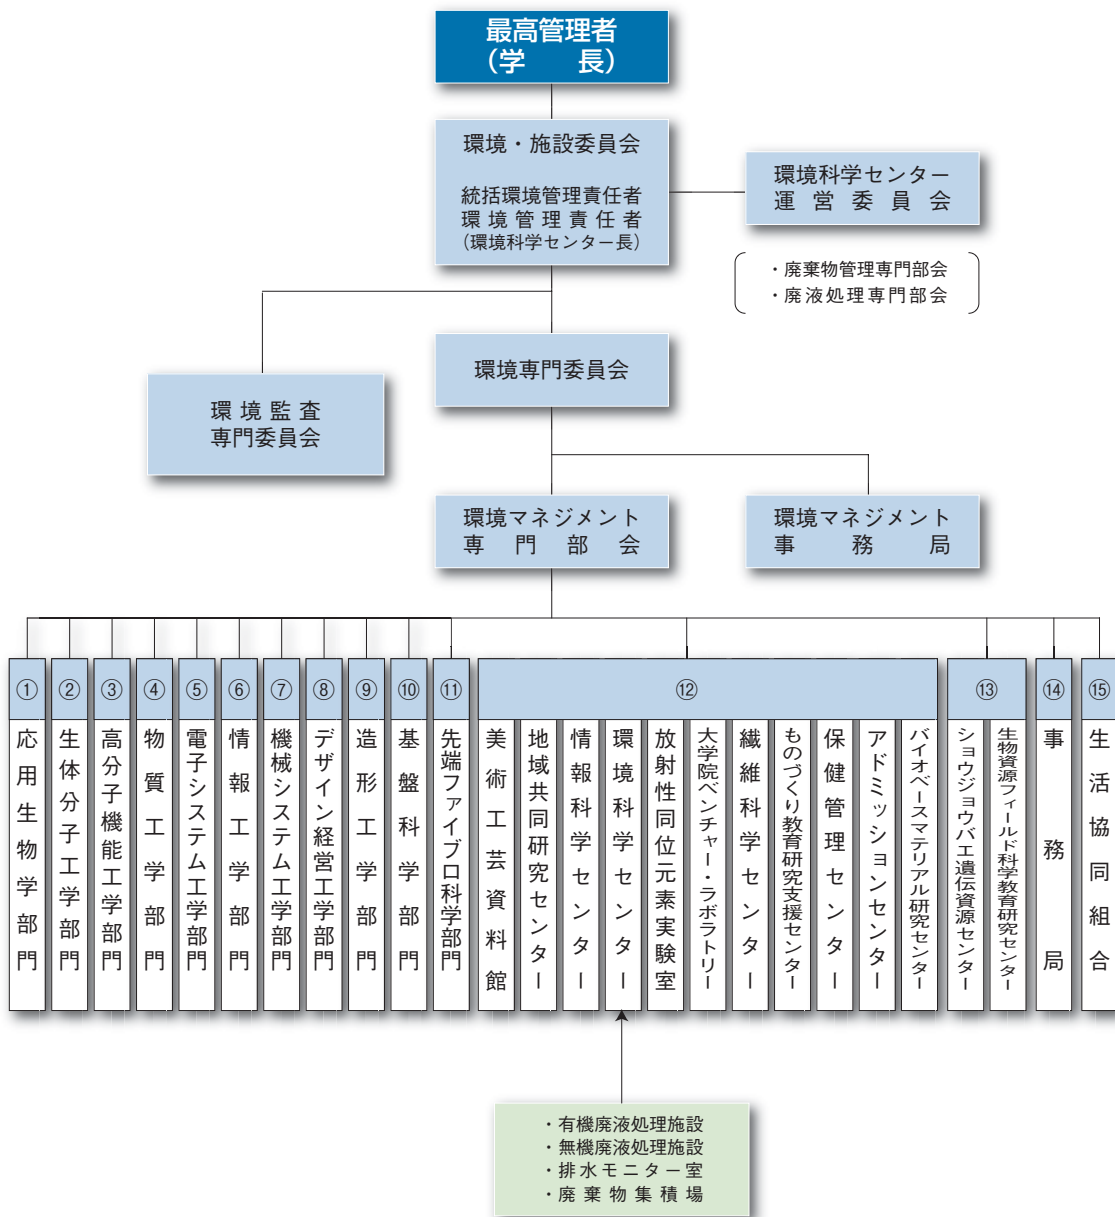 最高管理者
(学　　長)
環境・施設委員会
統括環境管理責任者
環境管理責任者
(環境科学センター長)
環境科学センター
運営委員会
・廃棄物管理専門部会
・廃液処理専門部会
環境専門委員会
環境監査
専門委員会
環境マネジメント
専門部会
環境マネジメント
事務局
①
応用生物学部門
②
生体分子工学部門
③
高分子機能工学部門
④
物質工学部門
⑤
電子システム工学部門
⑥
情報工学部門
⑦
機械システム工学部門
⑧
デザイン経営工学部門
⑨
造形工学部門
⑩
基盤科学部門
⑪
先端ファイブロ科学部門
⑫
美術工芸資料館
地域共同研究センター
情報科学センター
環境科学センター
放射性同位元素実験室
大学院ベンチャー・ラボラトリー
繊維科学センター
ものづくり教育研究支援センター
保健管理センター
アドミッションセンター
バイオベースマテリアル研究センター
⑬
ショウジョウバエ遺伝資源センター
生物資源フィールド科学教育研究センター
⑭
事務局
⑮
生活協同組合
・有機廃液処理施設
・無機廃液処理施設
・排水モニター室
・廃棄物集積場